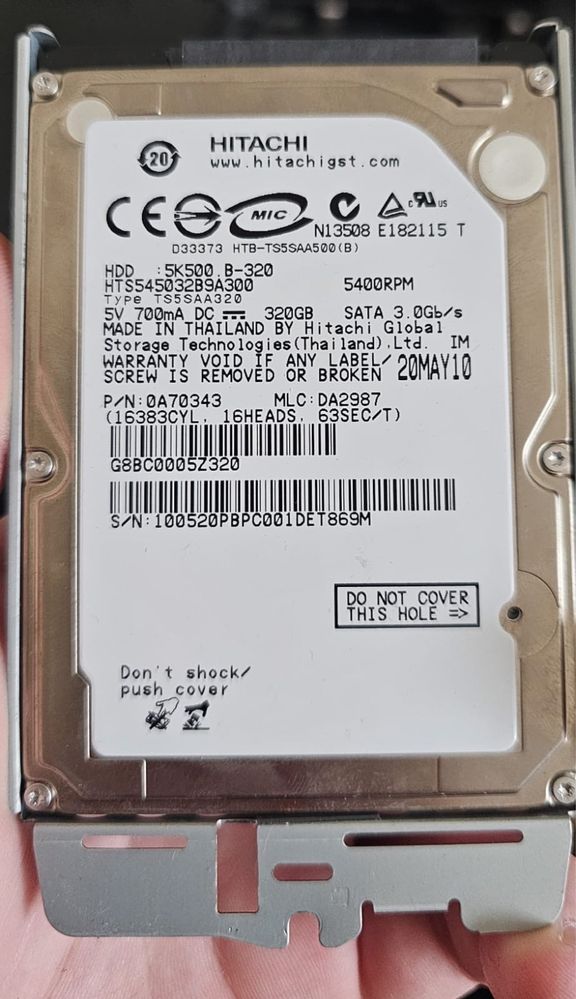 20 HITACHI
www.hitachigst.com
CE MIC c UL us
N13508 E182115 T
D33373 HTB-TS5SAA500(B)
HDD :5K500.B-320
HTS545032B9A300 5400RPM
Type TS5SAA320
5V 700mA DC 320GB SATA 3.0Gb/s
MADE IN THAILAND BY Hitachi Global
Storage Technologies(Thailand),Ltd. IM
WARRANTY VOID IF ANY LABEL/
SCREW IS REMOVED OR BROKEN 20MAY10
P/N:0A70343 MLC:DA2987
(16383CYL, 16HEADS, 63SEC/T)
G8BC0005Z320
S/N:100520PBPC001DET869M
DO NOT COVER
THIS HOLE =>
Don't shock/
push cover